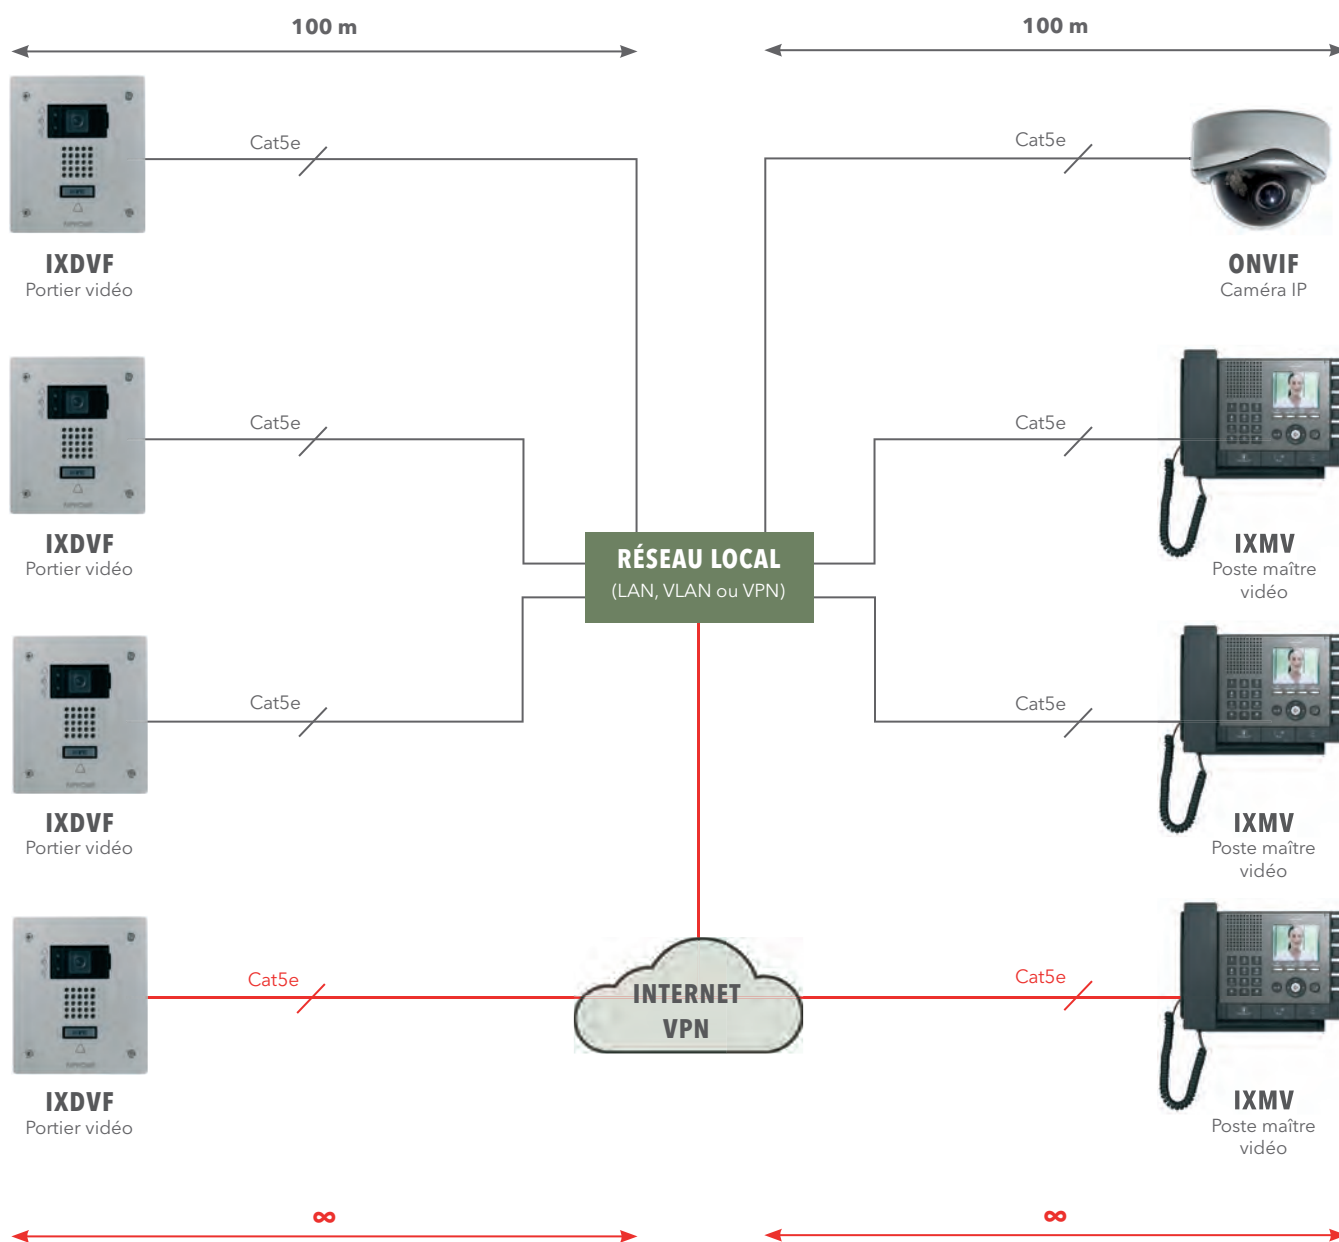 100 m
100 m
Cat5e
Cat5e
IXDVF
Portier vidéo
ONVIF
Caméra IP
Cat5e
Cat5e
IXDVF
Portier vidéo
RÉSEAU LOCAL
(LAN, VLAN ou VPN)
IXMV
Poste maître
vidéo
Cat5e
Cat5e
IXDVF
Portier vidéo
IXMV
Poste maître
vidéo
Cat5e
Cat5e
INTERNET
VPN
IXDVF
Portier vidéo
IXMV
Poste maître
vidéo
∞
∞